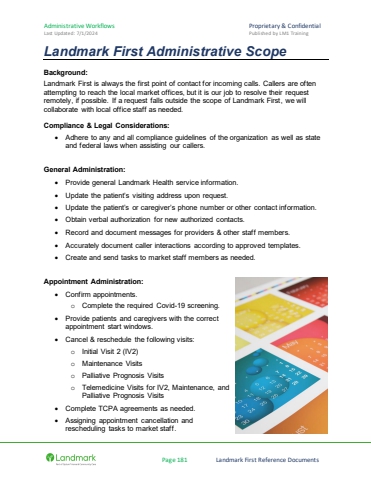 Administrative Workflows Proprietary & Confidential
Last Updated: 7/1/2024 Published by LMK Training
Landmark First Administrative Scope
Background:
Landmark First is always the first point of contact for incoming calls. Callers are often
attempting to reach the local market offices, but it is our job to resolve their request
remotely, if possible. If a request falls outside the scope of Landmark First, we will
collaborate with local office staff as needed.
Compliance & Legal Considerations:
• Adhere to any and all compliance guidelines of the organization as well as state
and federal laws when assisting our callers.
General Administration:
• Provide general Landmark Health service information.
• Update the patient's visiting address upon request.
• Update the patient's or caregiver's phone number or other contact information.
• Obtain verbal authorization for new authorized contacts.
• Record and document messages for providers & other staff members.
• Accurately document caller interactions according to approved templates.
• Create and send tasks to market staff members as needed.
Appointment Administration:
• Confirm appointments.
o Complete the required Covid-19 screening.
• Provide patients and caregivers with the correct
appointment start windows.
• Cancel & reschedule the following visits:
o Initial Visit 2 (IV2)
o Maintenance Visits
o Palliative Prognosis Visits
o Telemedicine Visits for IV2, Maintenance, and
Palliative Prognosis Visits
• Complete TCPA agreements as needed.
• Assigning appointment cancellation and
rescheduling tasks to market staff.
Landmark
Page 181 Landmark First Reference Documents